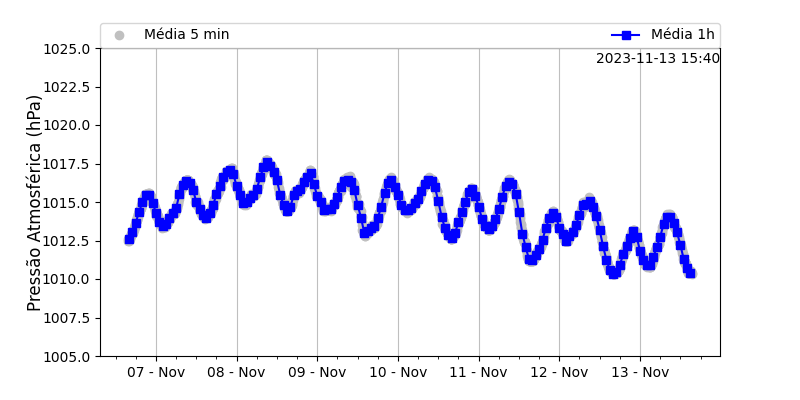 Média 5 min
Média 1h
2023-11-13 15:40
Pressão Atmosférica (hPa)
1025.0
1022.5
1020.0
1017.5
1015.0
1012.5
1010.0
1007.5
1005.0
07 - Nov
08 - Nov
09 - Nov
10 - Nov
11 - Nov
12 - Nov
13 - Nov